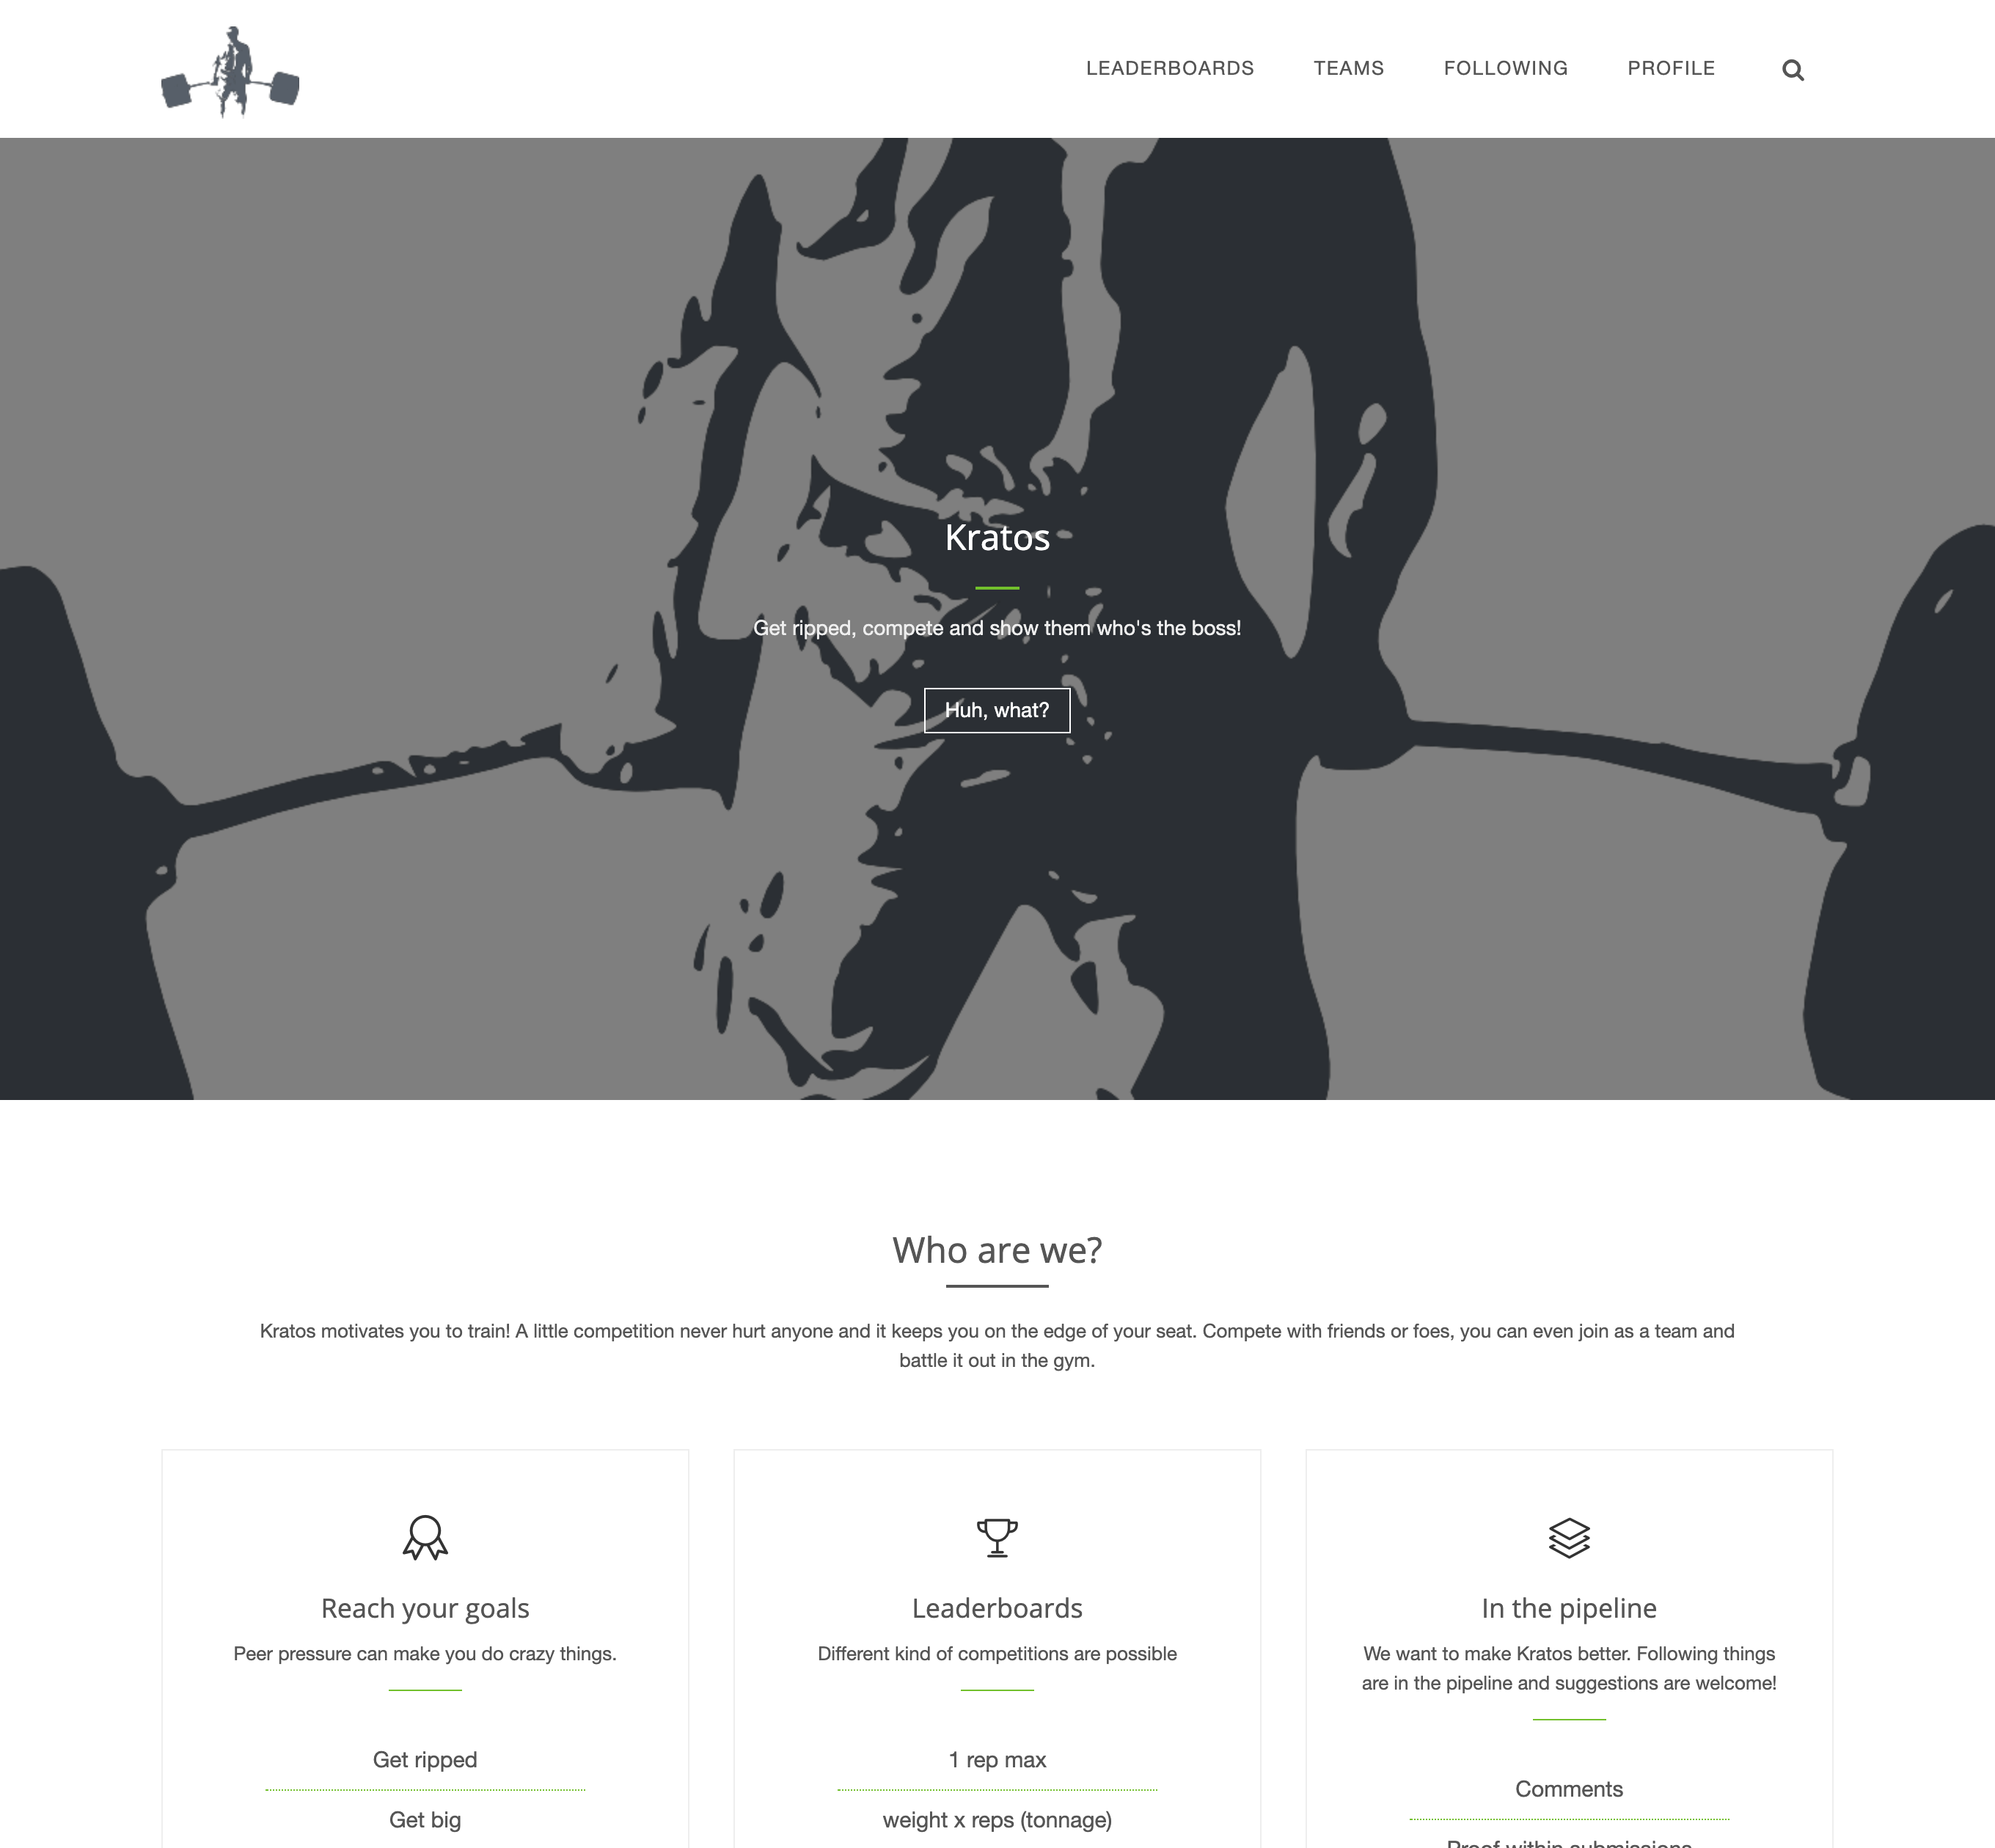 LEADERBOARDS TEAMS FOLLOWING PROFILE
Kratos
Get ripped, compete and show them who's the boss!
Huh, what?
Who are we?
Kratos motivates you to train! A little competition never hurt anyone and it keeps you on the edge of your seat. Compete with friends or foes, you can even join as a team and
battle it out in the gym.
Reach your goals
Peer pressure can make you do crazy things.
Get ripped
Get big
Leaderboards
Different kind of competitions are possible
1 rep max
weight x reps (tonnage)
In the pipeline
We want to make Kratos better. Following things
are in the pipeline and suggestions are welcome!
Comments
Proof within submissions